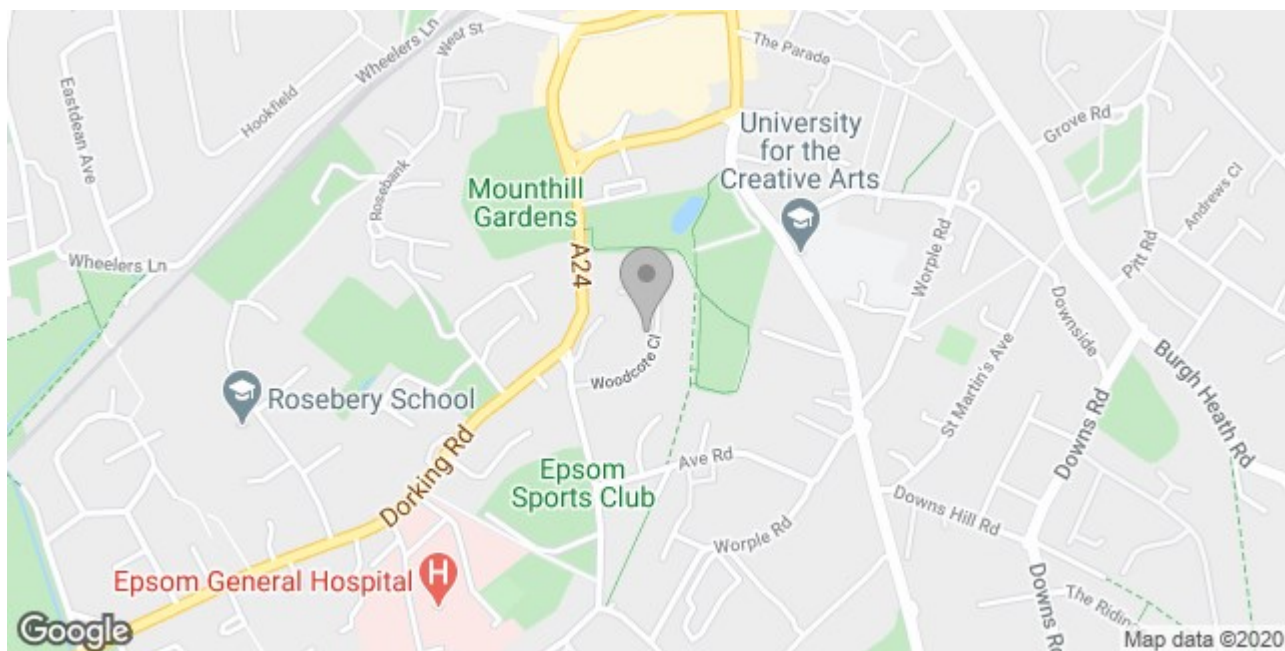 Wheelers Ln
West St
The Parade
Eastdean Ave
Hookfield
Grove Rd
University
for the
Creative Arts
Andrews Cl
Mounthill
Gardens
Rosebank
A24
Worple Rd
Pitt Rd
Wheelers Ln
Downside
Woodcote Cl
St Martin's Ave
Burgh Heath Rd
Rosebery School
Downs Rd
Dorking Rd
Epsom
Sports Club
Ave Rd
Downs Hill Rd
Worple Rd
Epsom General Hospital
H
Downs Rd
The Riding
Google
Map data ©2020